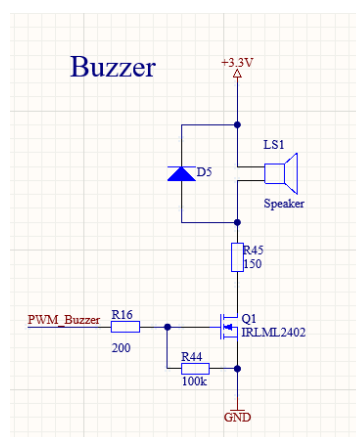 Buzzer
+3.3V
LS1
D5
Speaker
R45
150
Q1
IRLML2402
PWM_Buzzer
R16
200
R44
100k
GND